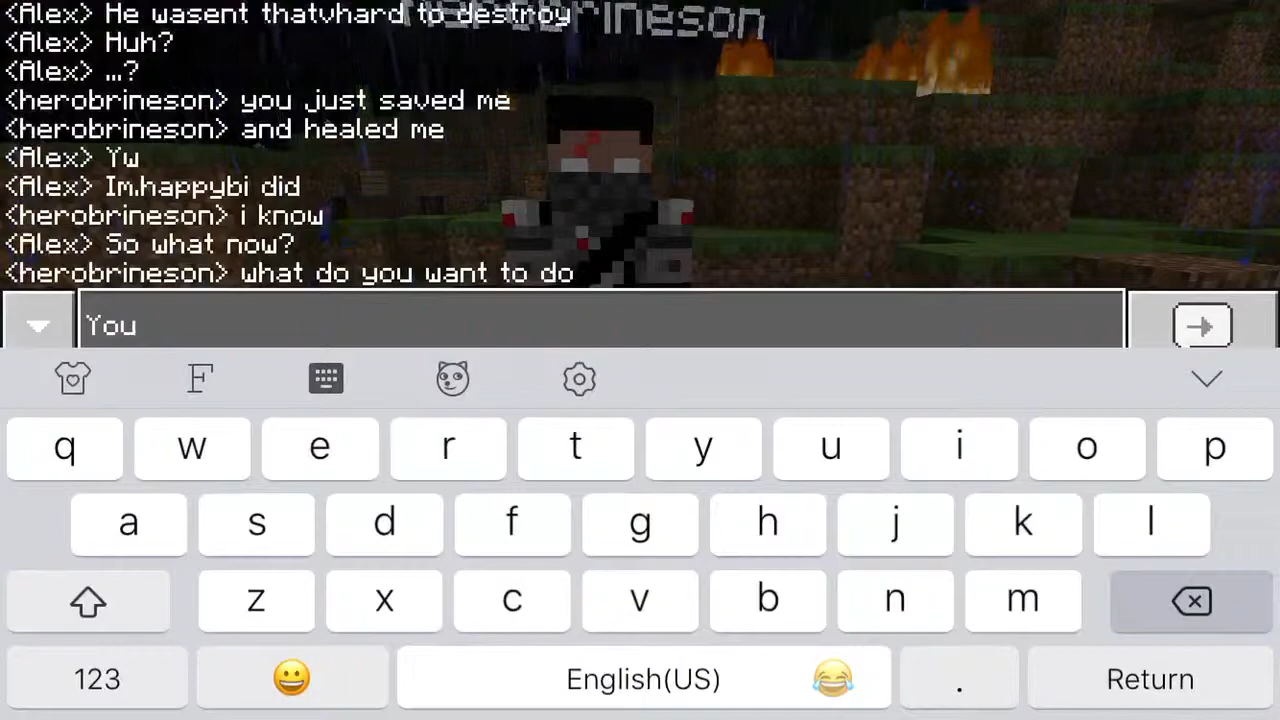 <Alex> He wasent thatvhard to destroy
herobrineson
<Alex> Huh?
<Alex> ...?
<herobrineson> you just saved me
<herobrineson> and healed me
<Alex> Yw
<Alex> Im.happybi did
<herobrineson> i know
<Alex> So what now?
<herobrineson> what do you want to do
You
F
q w e r t y u i o p
a s d f g h j k l
z x c v b n m
123 English(US) . Return